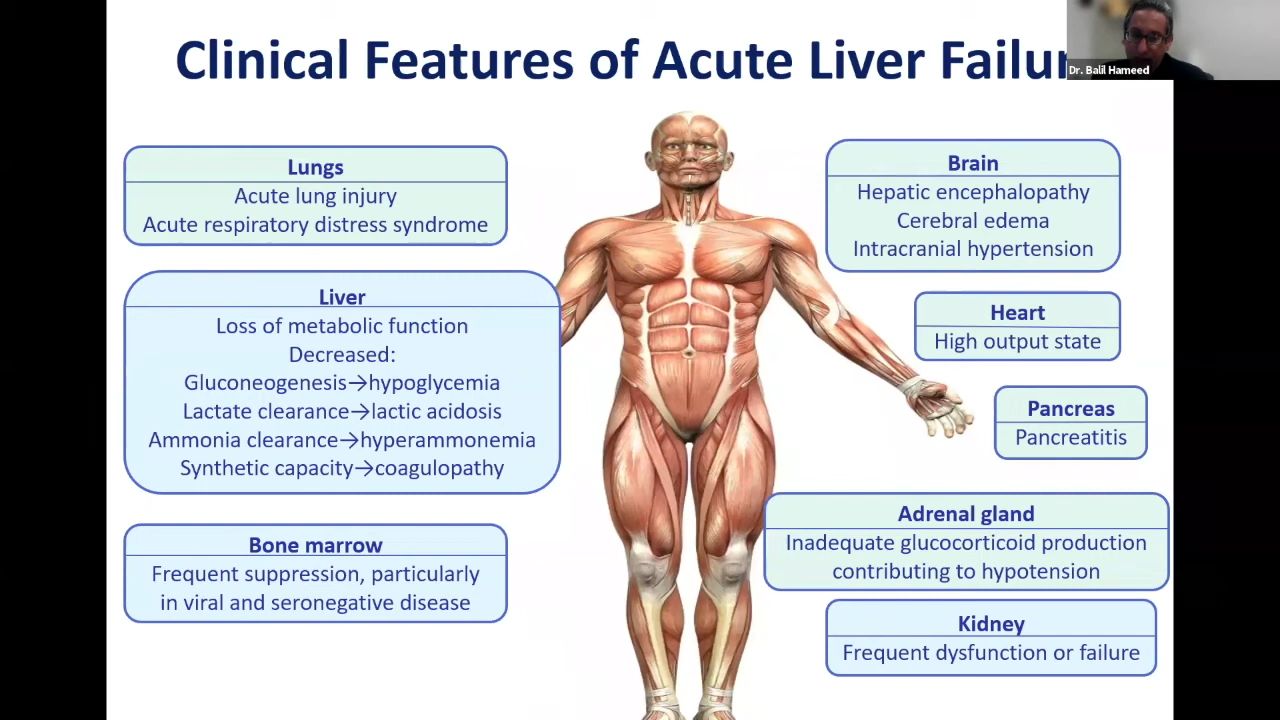 Clinical Features of Acute Liver Failur
Dr. Balil Hameed
Lungs
Acute lung injury
Acute respiratory distress syndrome
Liver
Loss of metabolic function
Decreased:
Gluconeogenesis→hypoglycemia
Lactate clearance→lactic acidosis
Ammonia clearance→hyperammonemia
Synthetic capacity→coagulopathy
Bone marrow
Frequent suppression, particularly
in viral and seronegative disease
Brain
Hepatic encephalopathy
Cerebral edema
Intracranial hypertension
Heart
High output state
Pancreas
Pancreatitis
Adrenal gland
Inadequate glucocorticoid production
contributing to hypotension
Kidney
Frequent dysfunction or failure